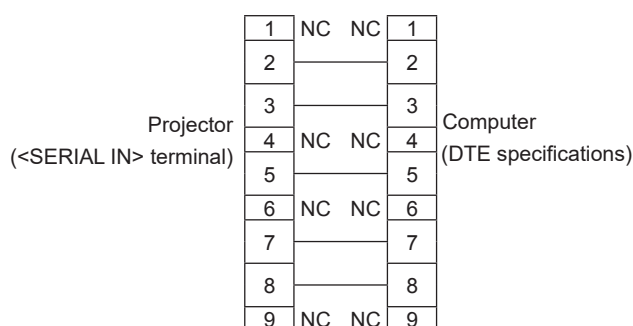 1 NC NC 1
2 2
3 3
Projector
(<SERIAL IN> terminal)
4 NC NC 4
Computer
(DTE specifications)
5 5
6 NC NC 6
7 7
8 8
9 NC NC 9